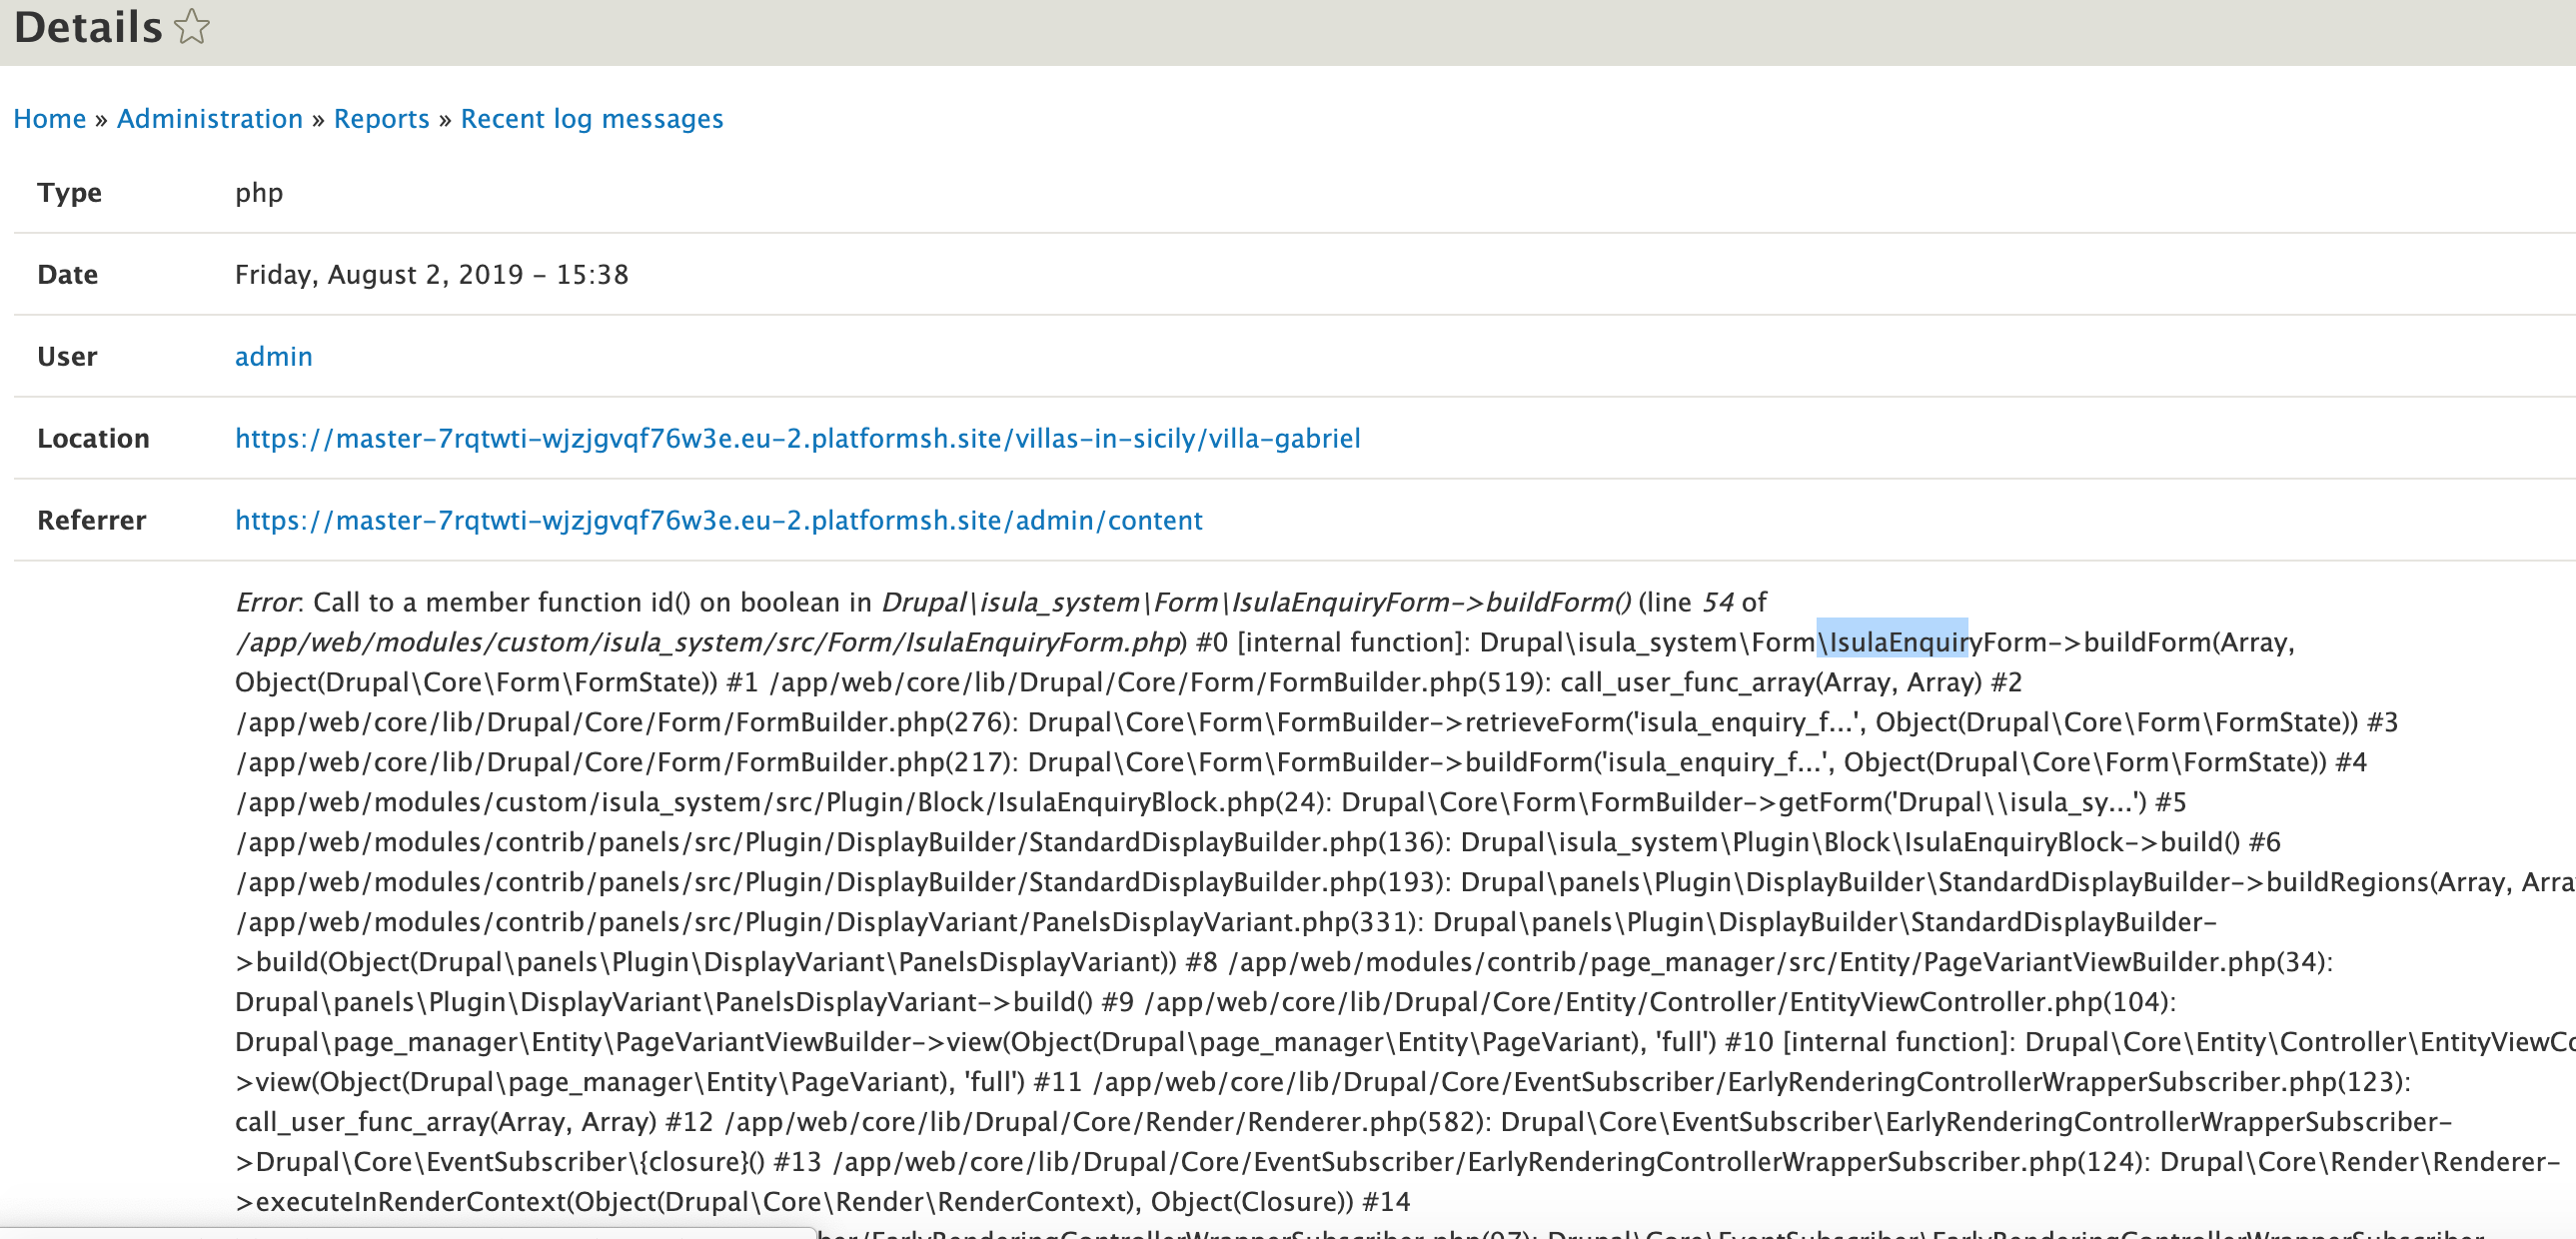 Details
Home » Administration » Reports » Recent log messages
Type php
Date Friday, August 2, 2019 – 15:38
User admin
Location https://master-7rqtwti-wjzjgvqf76w3e.eu-2.platformsh.site/villas-in-sicily/villa-gabriel
Referrer https://master-7rqtwti-wjzjgvqf76w3e.eu-2.platformsh.site/admin/content
Error: Call to a member function id() on boolean in Drupal\isula_system\Form\IsulaEnquiryForm->buildForm() (line 54 of
/app/web/modules/custom/isula_system/src/Form/IsulaEnquiryForm.php) #0 [internal function]: Drupal\isula_system\Form\IsulaEnquiryForm->buildForm(Array,
Object(Drupal\Core\Form\FormState)) #1 /app/web/core/lib/Drupal/Core/Form/FormBuilder.php(519): call_user_func_array(Array, Array) #2
/app/web/core/lib/Drupal/Core/Form/FormBuilder.php(276): Drupal\Core\Form\FormBuilder->retrieveForm('isula_enquiry_f...', Object(Drupal\Core\Form\FormState)) #3
/app/web/core/lib/Drupal/Core/Form/FormBuilder.php(217): Drupal\Core\Form\FormBuilder->buildForm('isula_enquiry_f...', Object(Drupal\Core\Form\FormState)) #4
/app/web/modules/custom/isula_system/src/Plugin/Block/IsulaEnquiryBlock.php(24): Drupal\Core\Form\FormBuilder->getForm('Drupal\\isula_sy...') #5
/app/web/modules/contrib/panels/src/Plugin/DisplayBuilder/StandardDisplayBuilder.php(136): Drupal\isula_system\Plugin\Block\IsulaEnquiryBlock->build() #6
/app/web/modules/contrib/panels/src/Plugin/DisplayBuilder/StandardDisplayBuilder.php(193): Drupal\panels\Plugin\DisplayBuilder\StandardDisplayBuilder->buildRegions(Array, Arra
/app/web/modules/contrib/panels/src/Plugin/DisplayVariant/PanelsDisplayVariant.php(331): Drupal\panels\Plugin\DisplayBuilder\StandardDisplayBuilder-
>build(Object(Drupal\panels\Plugin\DisplayVariant\PanelsDisplayVariant)) #8 /app/web/modules/contrib/page_manager/src/Entity/PageVariantViewBuilder.php(34):
Drupal\panels\Plugin\DisplayVariant\PanelsDisplayVariant->build() #9 /app/web/core/lib/Drupal/Core/Entity/Controller/EntityViewController.php(104):
Drupal\page_manager\Entity\PageVariantViewBuilder->view(Object(Drupal\page_manager\Entity\PageVariant), 'full') #10 [internal function]: Drupal\Core\Entity\Controller\EntityViewCo
>view(Object(Drupal\page_manager\Entity\PageVariant), 'full') #11 /app/web/core/lib/Drupal/Core/EventSubscriber/EarlyRenderingControllerWrapperSubscriber.php(123):
call_user_func_array(Array, Array) #12 /app/web/core/lib/Drupal/Core/Render/Renderer.php(582): Drupal\Core\EventSubscriber\EarlyRenderingControllerWrapperSubscriber-
>Drupal\Core\EventSubscriber\{closure}() #13 /app/web/core/lib/Drupal/Core/EventSubscriber/EarlyRenderingControllerWrapperSubscriber.php(124): Drupal\Core\Render\Renderer-
>executeInRenderContext(Object(Drupal\Core\Render\RenderContext), Object(Closure)) #14
ber/EarlyRenderingControllerWrapperSubscriber.php(97): Drupal\Core\EventSubscriber\EarlyRenderingControllerWrapperSubscriber-